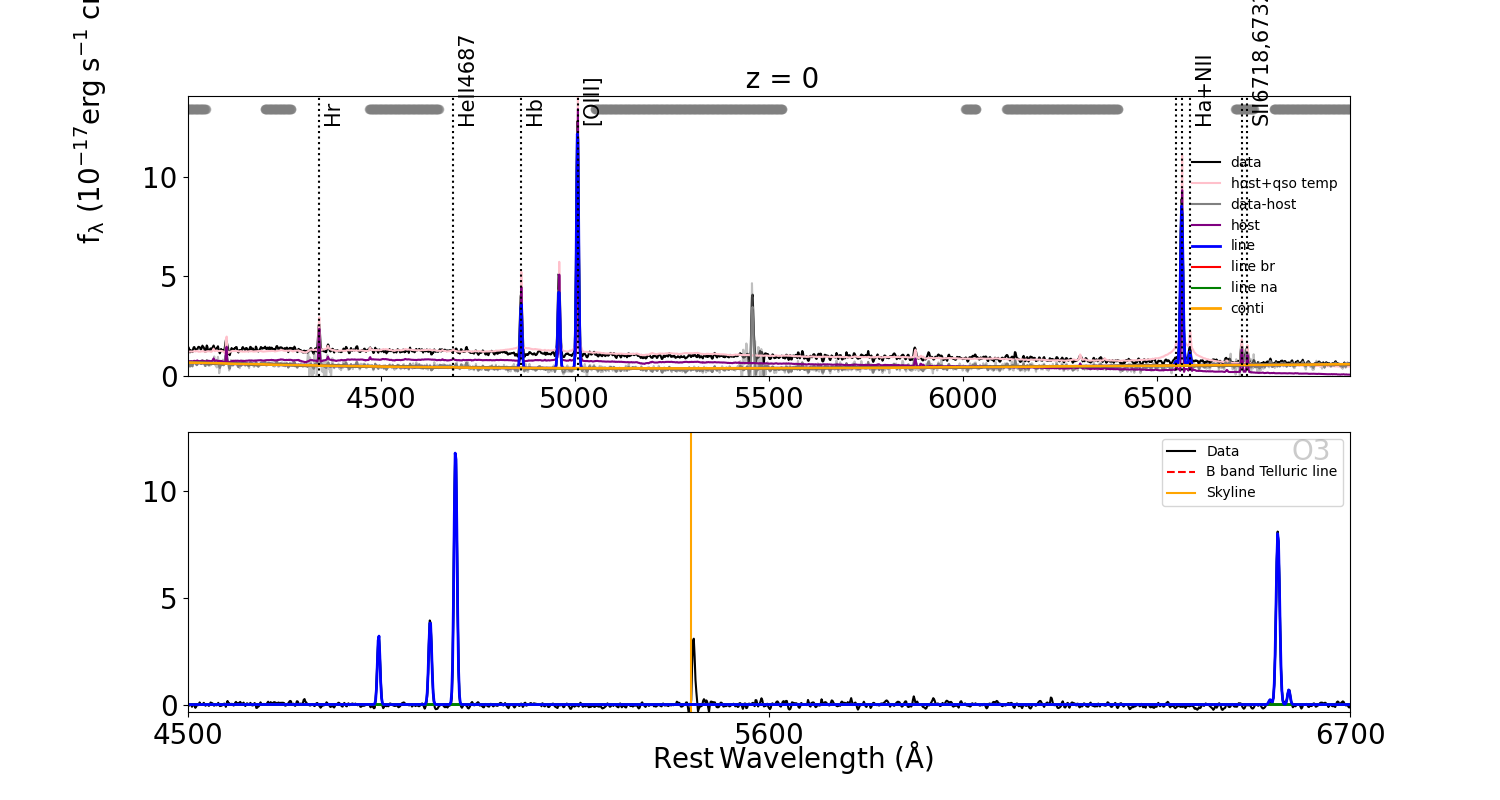 z = 0
f_λ (10^−17 erg s^−1
Hr
HeII4687
Hb
[OIII]
Ha+NII
SII6718,6732
data
host+qso temp
data-host
host
line
line br
line na
conti
10
5
0
4500 5000 5500 6000 6500
O3
Data
B band Telluric line
Skyline
10
5
0
4500 5600 6700
Rest Wavelength (Å)